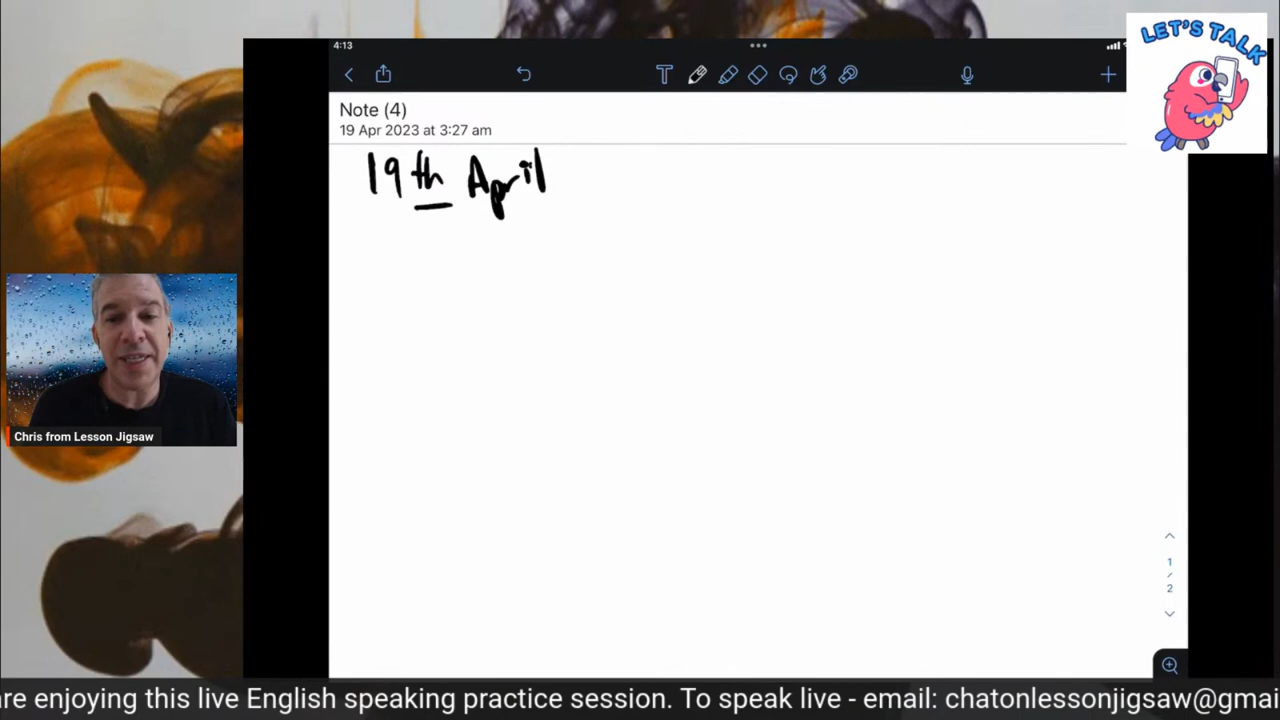 LET'S TALK
4:13
Note (4)
19 Apr 2023 at 3:27 am
19th April
Chris from Lesson Jigsaw
1
/
2
are enjoying this live English speaking practice session. To speak live - email: chatonlessonjigsaw@gmai